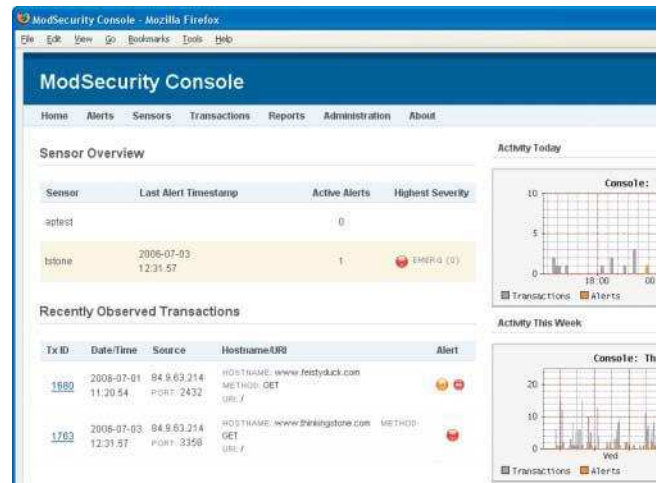 ModSecurity Console - Mozilla Firefox
File Edit View Go Bookmarks Tools Help
ModSecurity Console
Home Alerts Sensors Transactions Reports Administration About
Sensor Overview
Sensor Last Alert Timestamp Active Alerts Highest Severity
aptest 0
tstone 2006-07-03 12:31.57 1 EMERG (0)
Recently Observed Transactions
Tx ID Date/Time Source Hostname/URI Alert
1680 2006-07-01 11:20.54 84.9.63.214 PORT: 2432 HOSTNAME: www.feistyduck.com METHOD: GET URI: /
1763 2006-07-03 12:31.57 84.9.63.214 PORT: 3358 HOSTNAME: www.thinkingstone.com METHOD: GET URI: /
Activity Today
Console:
10
5
0
18:00 00
Transactions Alerts
Activity This Week
Console: Th
20
10
0
Wed
Transactions Alerts